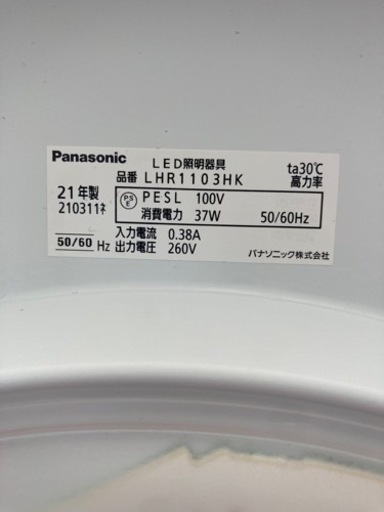 Panasonic LED照明器具
品番 LHR1103HK
ta30℃
高力率
21年製
210311ネ
PSE
PESL 100V
消費電力 37W 50/60Hz
50/60 Hz
入力電流 0.38A
出力電圧 260V
パナソニック株式会社